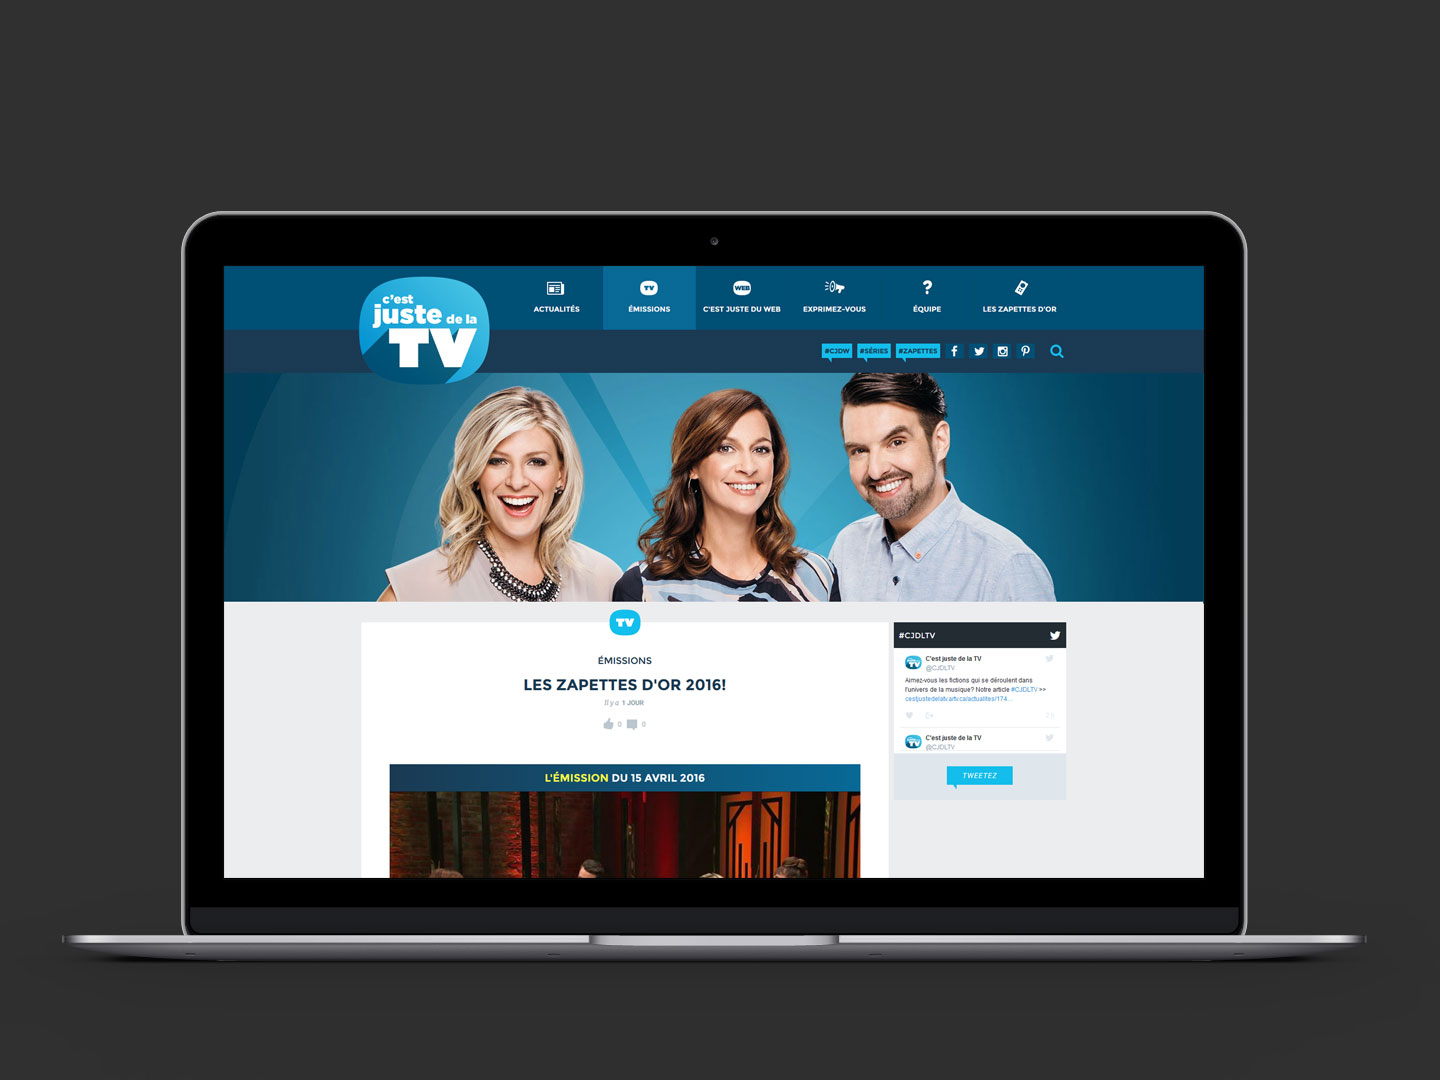 c'est
juste de la
TV
TV
WEB
ACTUALITÉS
ÉMISSIONS
C'EST JUSTE DU WEB
EXPRIMEZ-VOUS
ÉQUIPE
LES ZAPETTES D'OR
#CJDW
#SÉRIES
#ZAPETTES
TV
ÉMISSIONS
LES ZAPETTES D'OR 2016!
Il y a 1 JOUR
0
0
L'ÉMISSION DU 15 AVRIL 2016
#CJDLTV
C'est juste de la TV
@CJDLTV
Aimez-vous les fictions qui se déroulent dans
l'univers de la musique? Notre article #CJDLTV >>
cestjustedelatv.artv.ca/actualites/174...
C'est juste de la TV
@CJDLTV
TWEETEZ